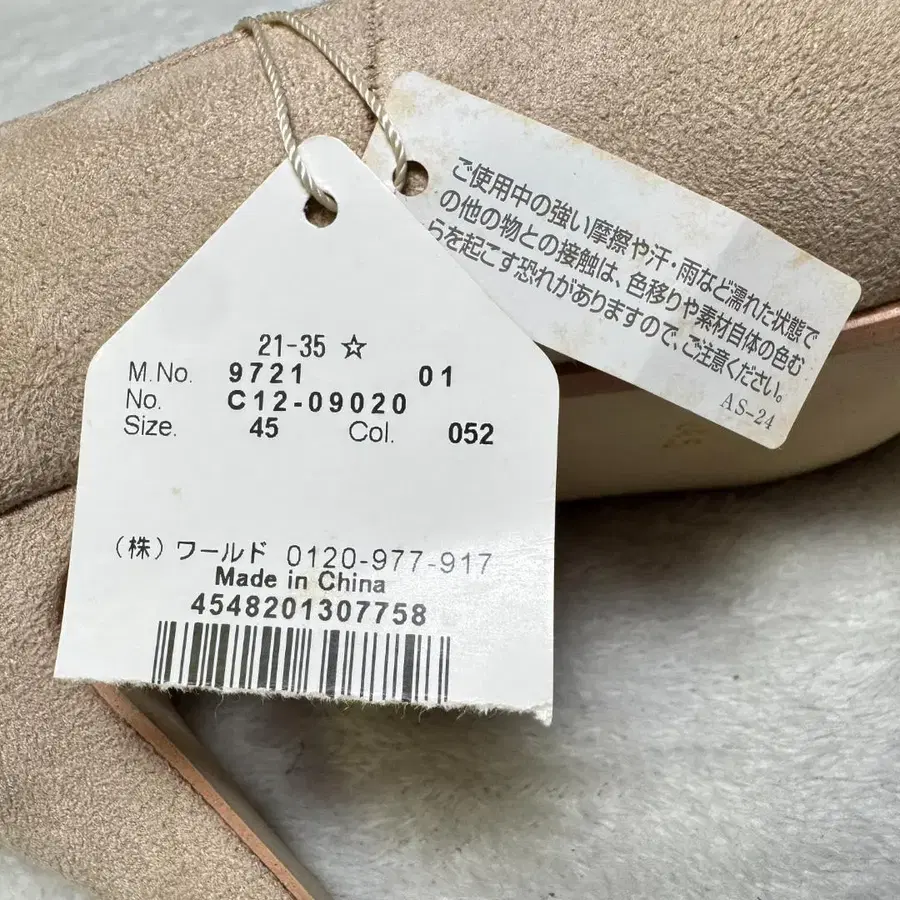 21-35 ☆
M.No. 9721 01
No. C12-09020
Size. 45 Col. 052
(株)ワールド 0120-977-917
Made in China
4548201307758
ご使用中の強い摩擦や汗・雨など濡れた状態で
の他の物との接触は、色移りや素材自体の色む
らを起こす恐れがありますので、ご注意ください。
AS-24